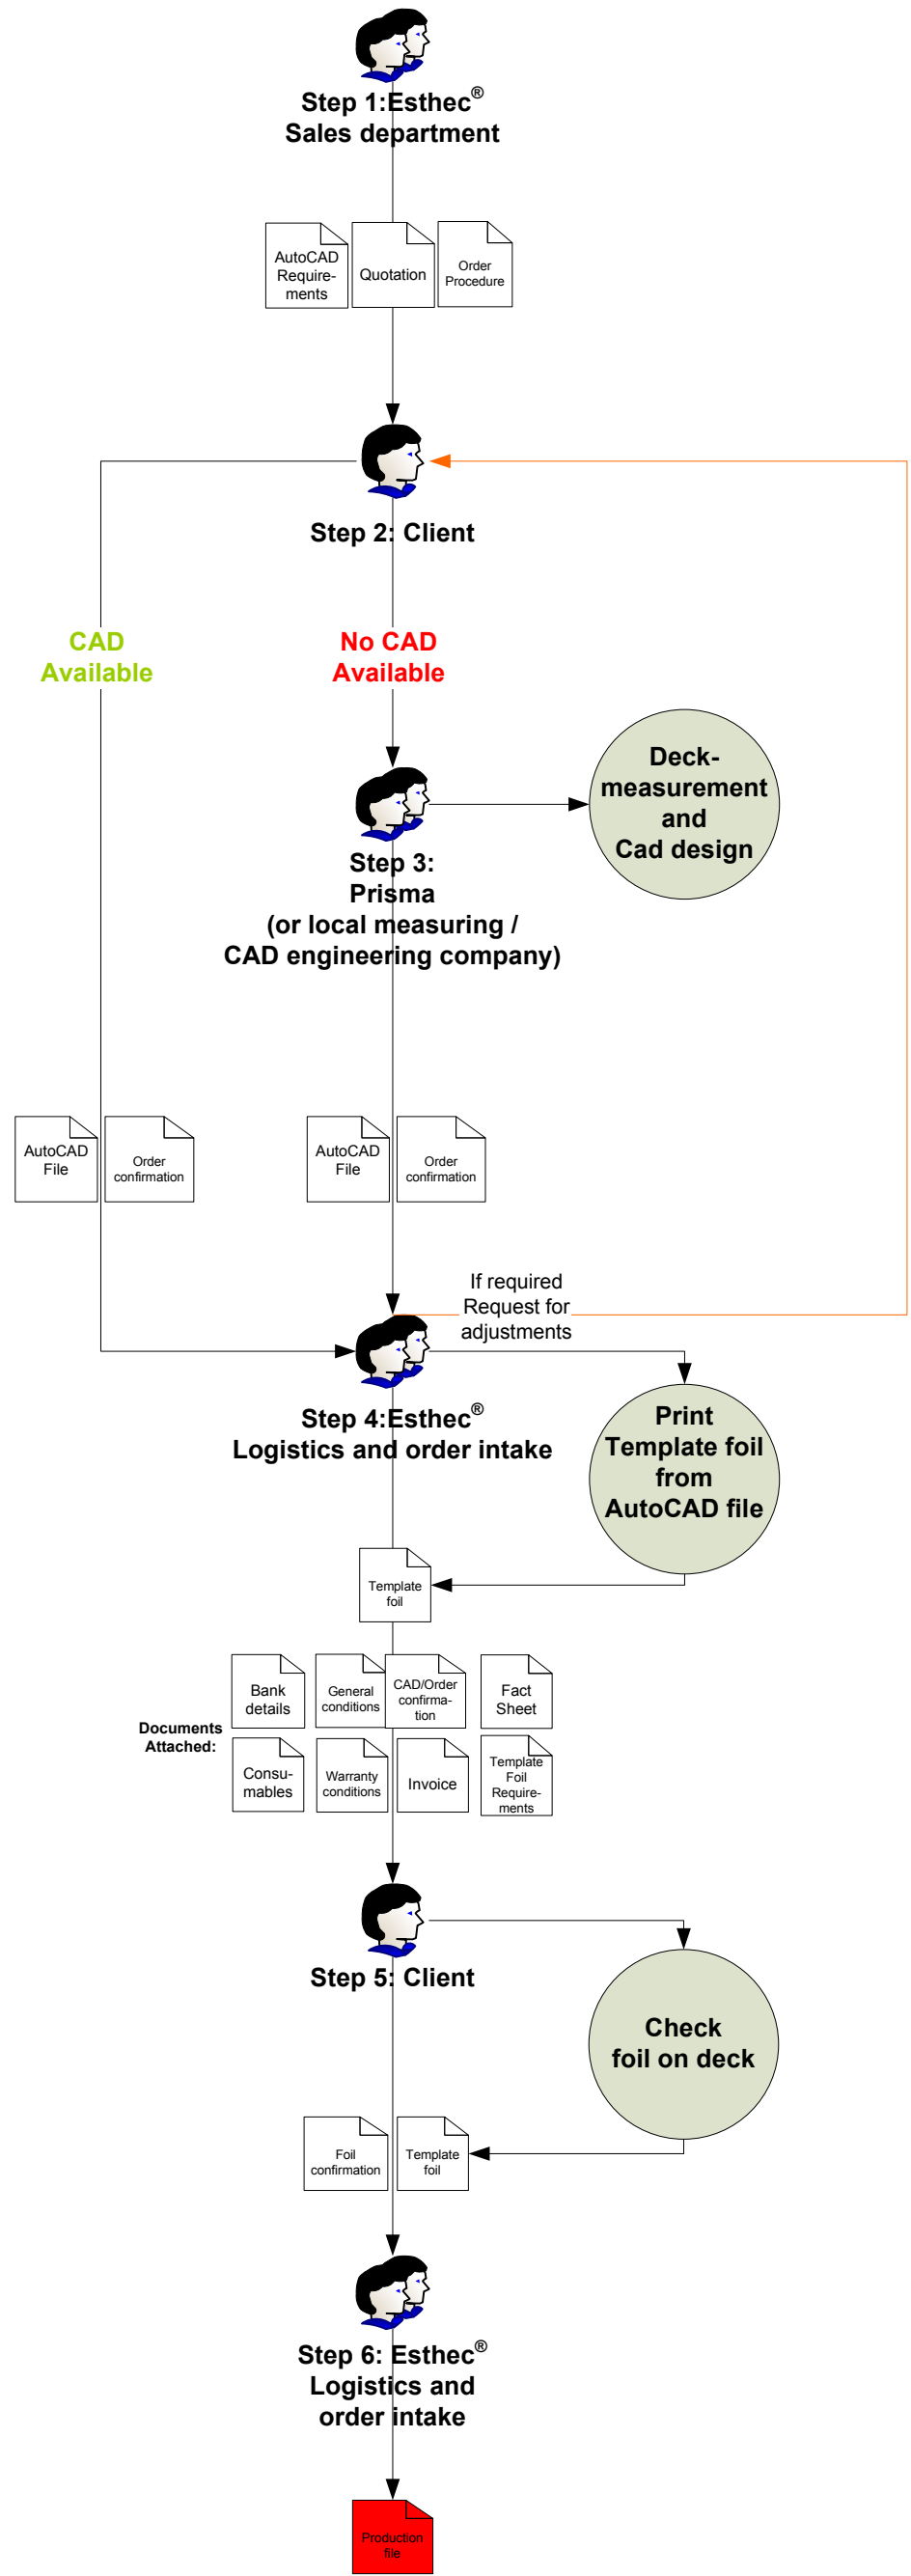 Step 1:Esthec®
Sales department
AutoCAD
Require-
ments
Quotation
Order
Procedure
Step 2: Client
CAD
Available
No CAD
Available
Deck-
measurement
and
Cad design
Step 3:
Prisma
(or local measuring /
CAD engineering company)
AutoCAD
File
Order
confirmation
AutoCAD
File
Order
confirmation
If required
Request for
adjustments
Step 4:Esthec®
Logistics and order intake
Print
Template foil
from
AutoCAD file
Template
foil
Documents
Attached:
Bank
details
General
conditions
CAD/Order
confirma-
tion
Fact
Sheet
Consu-
mables
Warranty
conditions
Invoice
Template
Foil
Require-
ments
Step 5: Client
Check
foil on deck
Foil
confirmation
Template
foil
Step 6: Esthec®
Logistics and
order intake
Production
file